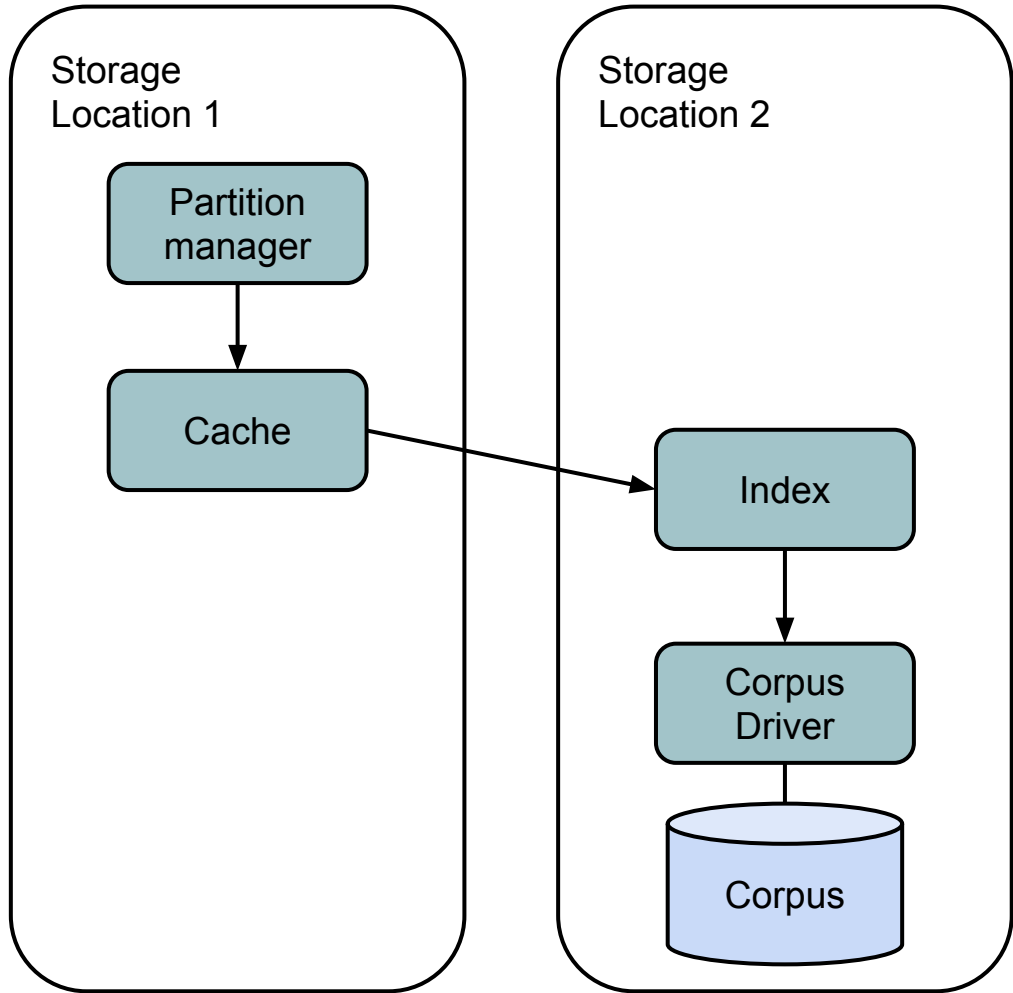 Storage
Location 1
Partition
manager
Cache
Storage
Location 2
Index
Corpus
Driver
Corpus